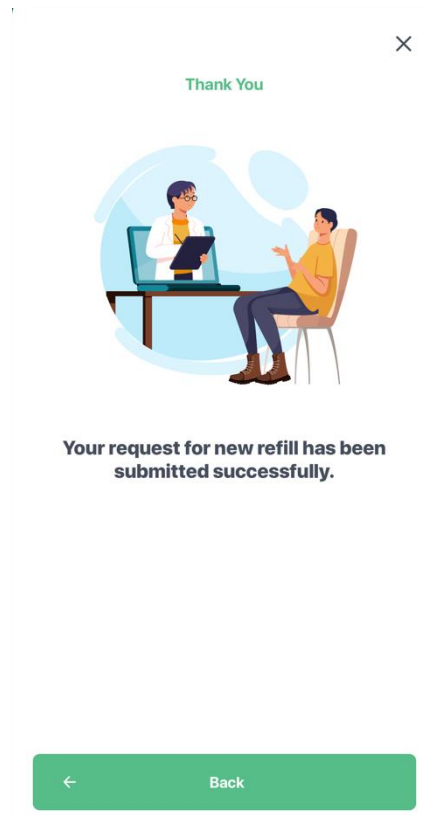 Thank You
Your request for new refill has been
submitted successfully.
Back